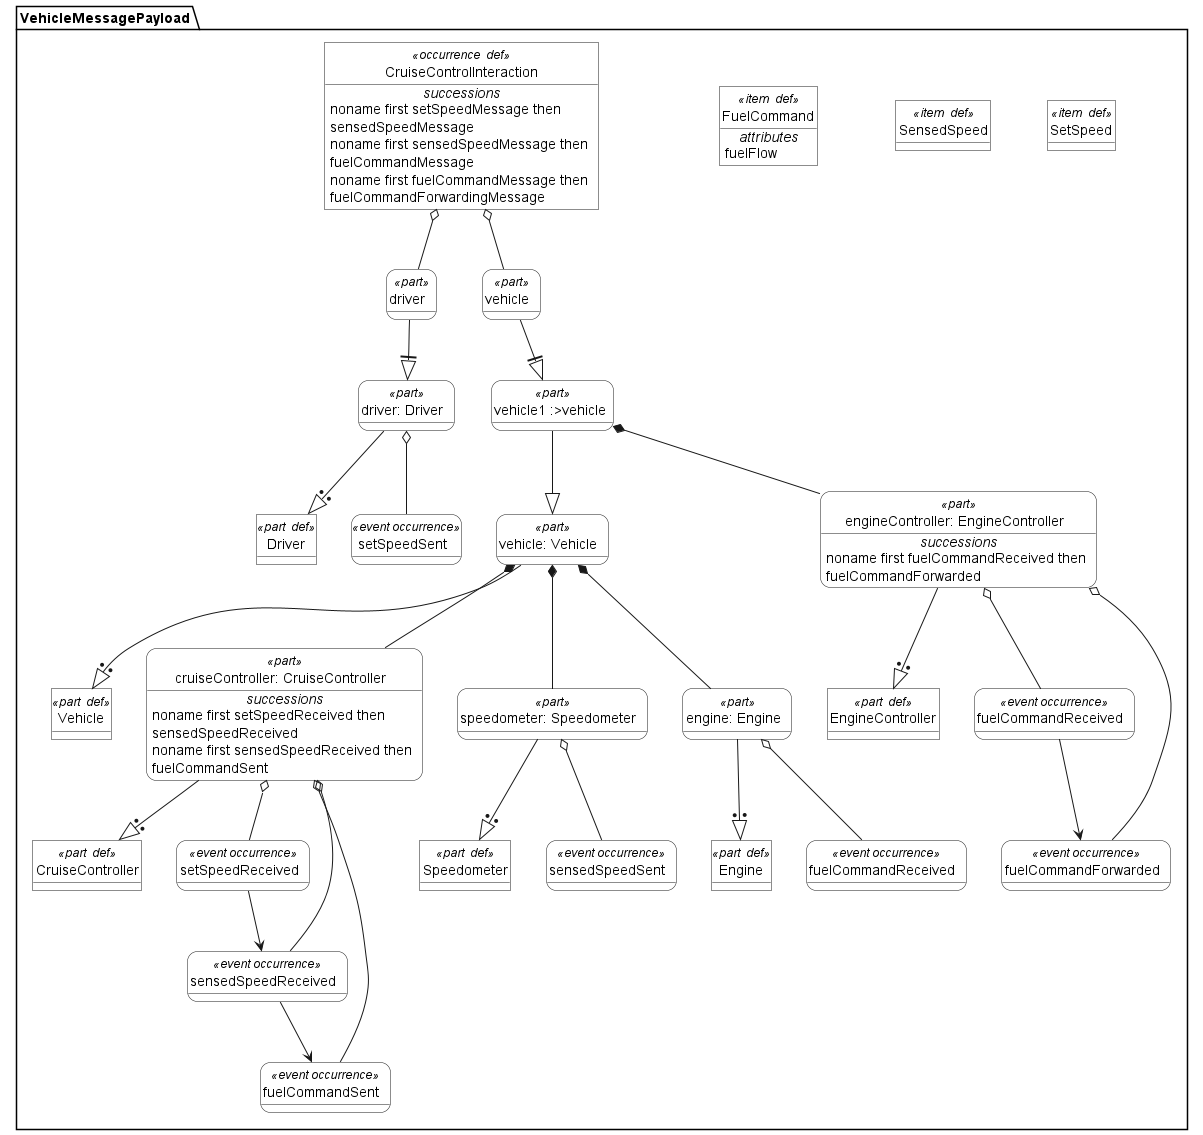 VehicleMessagePayload
«occurrence def»
CruiseControlInteraction
successions
noname first setSpeedMessage then
sensedSpeedMessage
noname first sensedSpeedMessage then
fuelCommandMessage
noname first fuelCommandMessage then
fuelCommandForwardingMessage
«item def»
FuelCommand
attributes
fuelFlow
«item def»
SensedSpeed
«item def»
SetSpeed
«part»
driver
«part»
vehicle
«part»
driver: Driver
«part»
vehicle1 :>vehicle
«part def»
Driver
«event occurrence»
setSpeedSent
«part»
vehicle: Vehicle
«part»
engineController: EngineController
successions
noname first fuelCommandReceived then
fuelCommandForwarded
«part def»
Vehicle
«part»
cruiseController: CruiseController
successions
noname first setSpeedReceived then
sensedSpeedReceived
noname first sensedSpeedReceived then
fuelCommandSent
«part»
speedometer: Speedometer
«part»
engine: Engine
«part def»
EngineController
«event occurrence»
fuelCommandReceived
«part def»
CruiseController
«event occurrence»
setSpeedReceived
«part def»
Speedometer
«event occurrence»
sensedSpeedSent
«part def»
Engine
«event occurrence»
fuelCommandReceived
«event occurrence»
fuelCommandForwarded
«event occurrence»
sensedSpeedReceived
«event occurrence»
fuelCommandSent